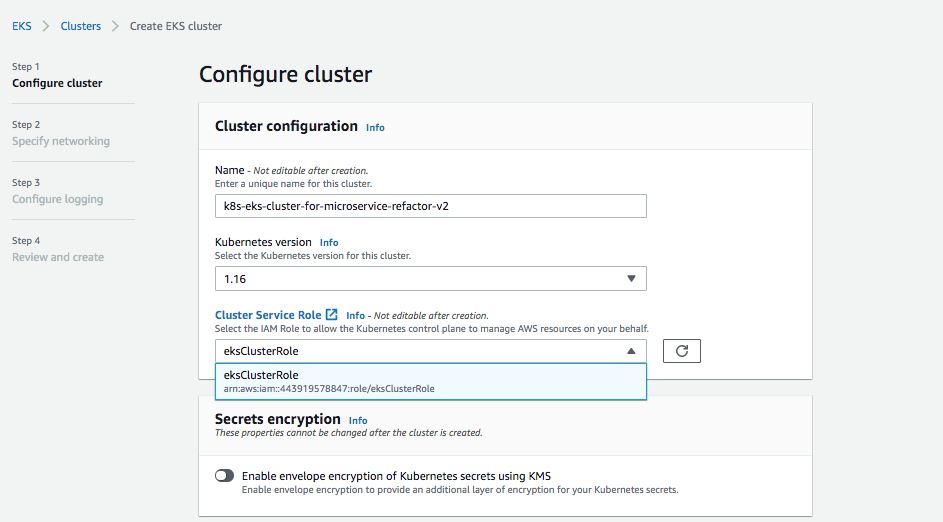 EKS > Clusters > Create EKS cluster
Step 1
Configure cluster
Step 2
Specify networking
Step 3
Configure logging
Step 4
Review and create
Configure cluster
Cluster configuration Info
Name - Not editable after creation.
Enter a unique name for this cluster.
k8s-eks-cluster-for-microservice-refactor-v2
Kubernetes version Info
Select the Kubernetes version for this cluster.
1.16
Cluster Service Role Info - Not editable after creation.
Select the IAM Role to allow the Kubernetes control plane to manage AWS resources on your behalf.
eksClusterRole
eksClusterRole
arn:aws:iam::443919578847:role/eksClusterRole
Secrets encryption Info
These properties cannot be changed after the cluster is created.
Enable envelope encryption of Kubernetes secrets using KMS
Enable envelope encryption to provide an additional layer of encryption for your Kubernetes secrets.